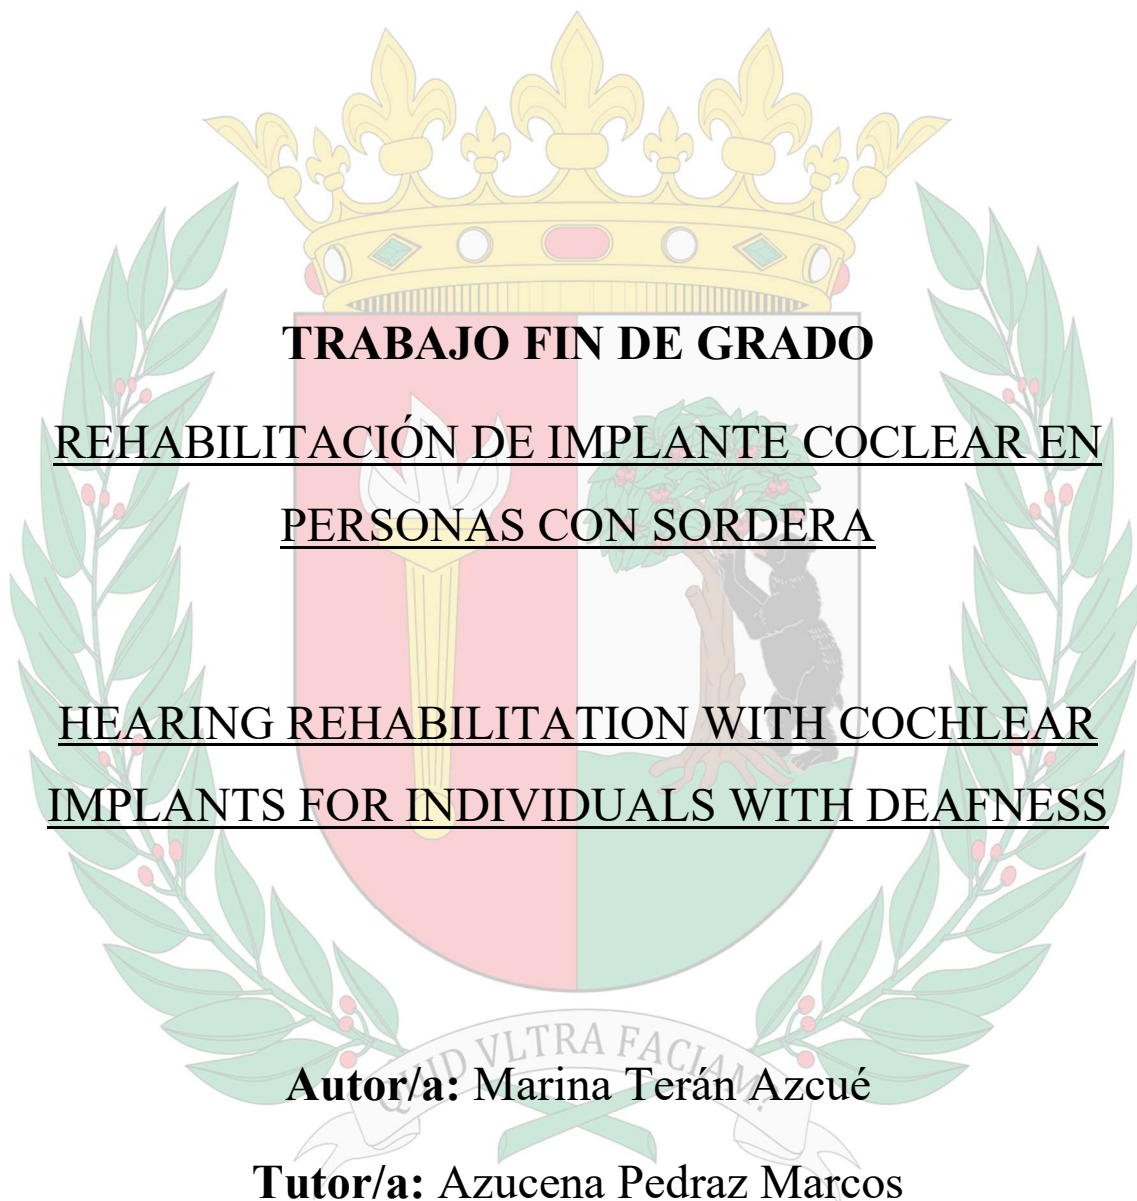 TRABAJO FIN DE GRADO
REHABILITACIÓN DE IMPLANTE COCLEAR EN
PERSONAS CON SORDERA
HEARING REHABILITATION WITH COCHLEAR
IMPLANTS FOR INDIVIDUALS WITH DEAFNESS
QUID VLTRA FACIAM?
Autor/a: Marina Terán Azcué
Tutor/a: Azucena Pedraz Marcos